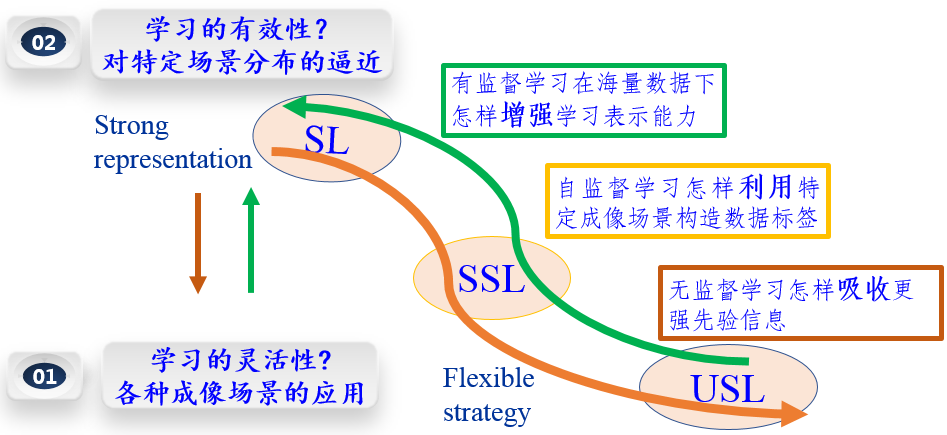 02
学习的有效性？
对特定场景分布的逼近
有监督学习在海量数据下
怎样增强学习表示能力
Strong
representation
SL
自监督学习怎样利用特
定成像场景构造数据标签
SSL
无监督学习怎样吸收更
强先验信息
01
学习的灵活性？
各种成像场景的应用
Flexible
strategy
USL